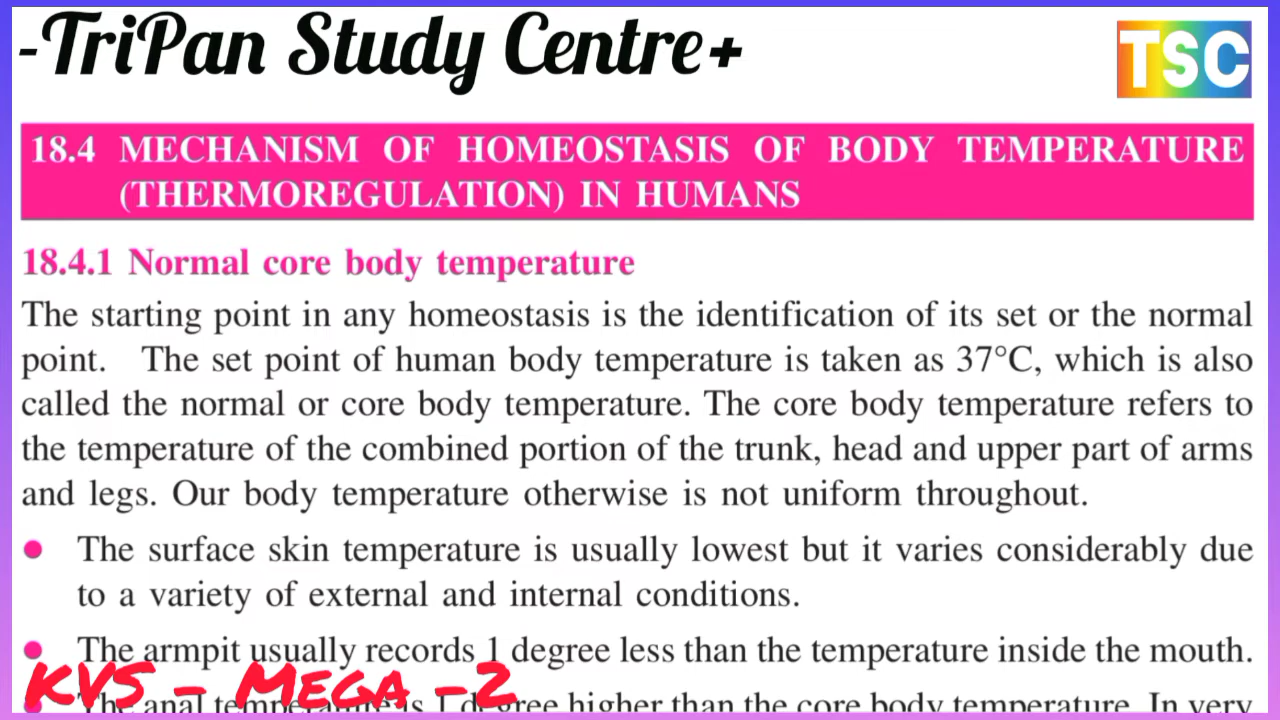 -TriPan Study Centre+
TSC
18.4 MECHANISM OF HOMEOSTASIS OF BODY TEMPERATURE
(THERMOREGULATION) IN HUMANS
18.4.1 Normal core body temperature
The starting point in any homeostasis is the identification of its set or the normal
point. The set point of human body temperature is taken as 37°C, which is also
called the normal or core body temperature. The core body temperature refers to
the temperature of the combined portion of the trunk, head and upper part of arms
and legs. Our body temperature otherwise is not uniform throughout.
● The surface skin temperature is usually lowest but it varies considerably due
to a variety of external and internal conditions.
● The armpit usually records 1 degree less than the temperature inside the mouth.
KVS - MEGA -2
● The anal temperature is 1 degree higher than the core body temperature. In very